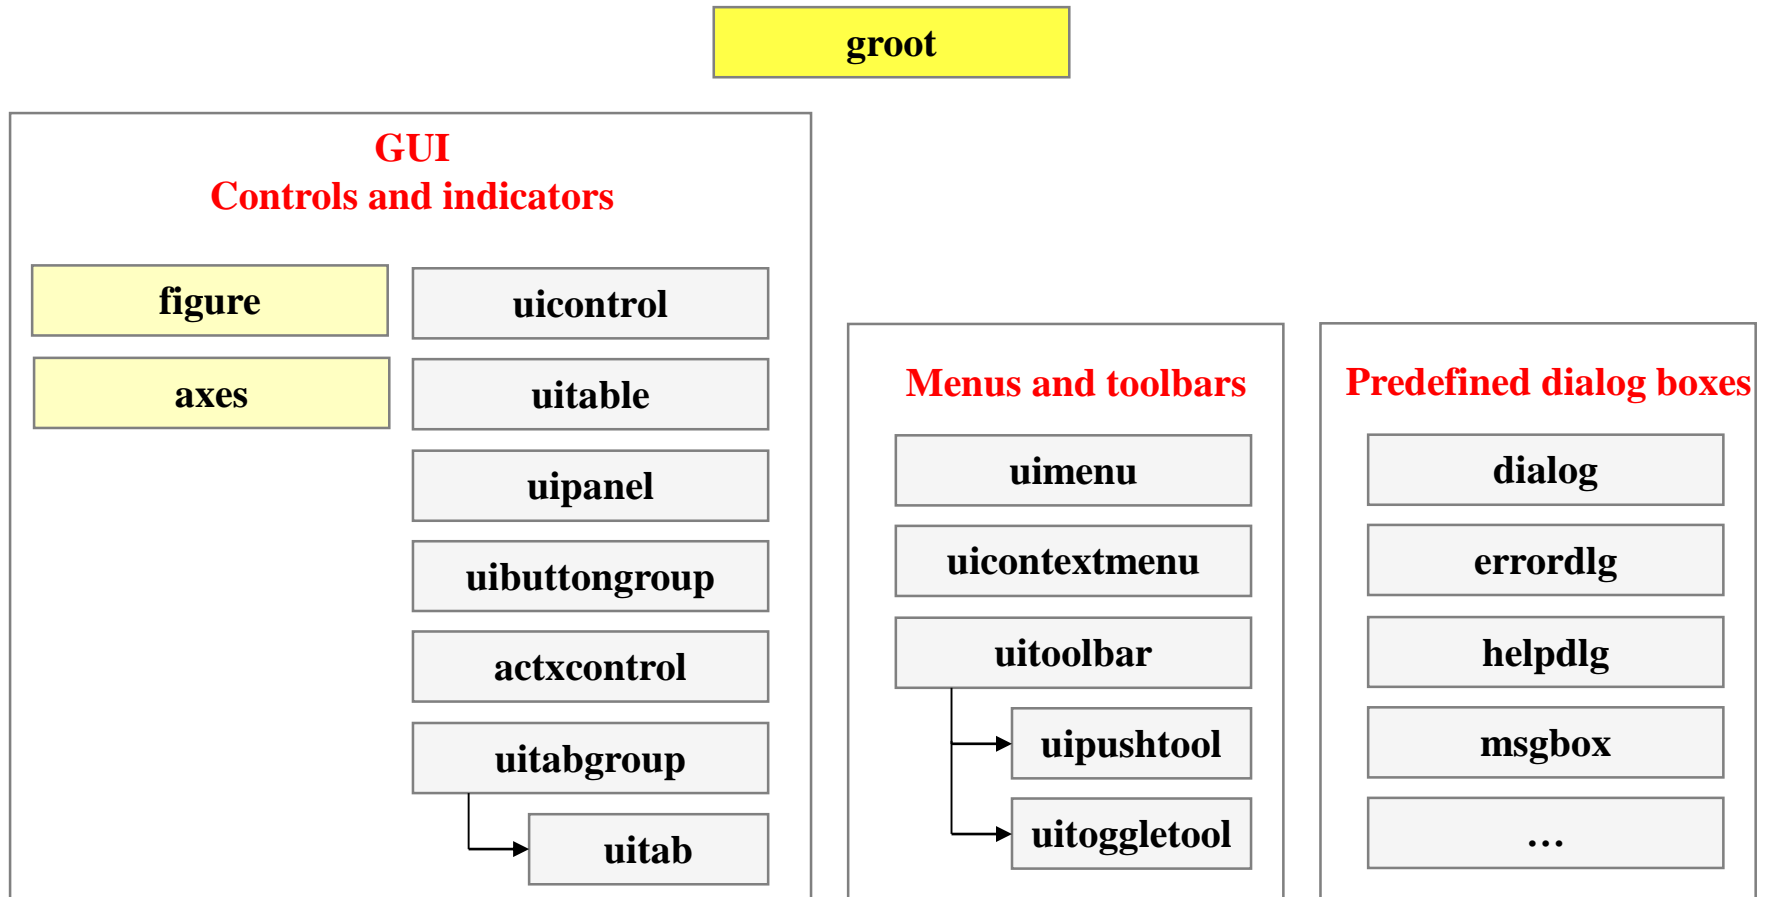 groot
GUI
Controls and indicators
figure
axes
uicontrol
uitable
uipanel
uibuttongroup
actxcontrol
uitabgroup
uitab
Menus and toolbars
uimenu
uicontextmenu
uitoolbar
uipushtool
uitoggletool
Predefined dialog boxes
dialog
errordlg
helpdlg
msgbox
…